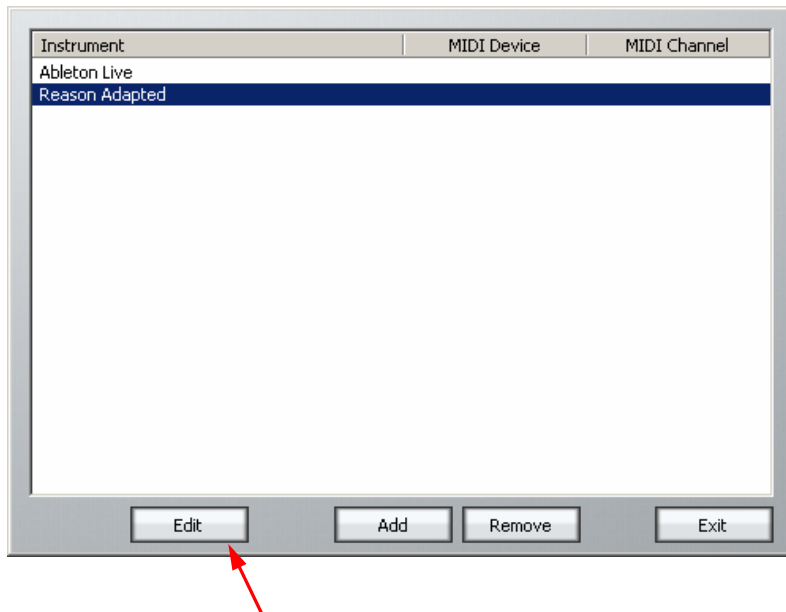 Instrument MIDI Device MIDI Channel
Ableton Live
Reason Adapted
Edit Add Remove Exit